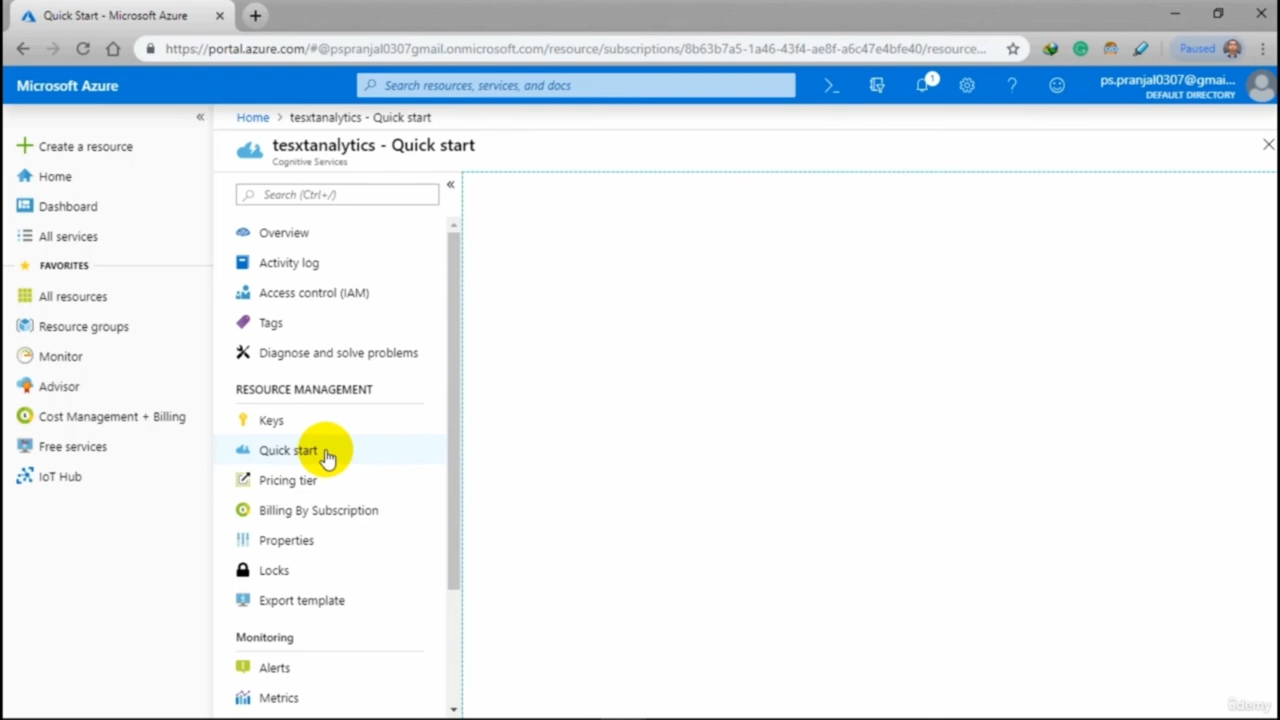 Quick Start - Microsoft Azure
https://portal.azure.com/#@pspranjal0307gmail.onmicrosoft.com/resource/subscriptions/8b63b7a5-1a46-43f4-ae8f-a6c47e4bfe40/resource...
Paused
Microsoft Azure
Search resources, services, and docs
1
ps.pranjal0307@gmai...
DEFAULT DIRECTORY
Home > tesxtanalytics - Quick start
tesxtanalytics - Quick start
Cognitive Services
Create a resource
Home
Dashboard
All services
FAVORITES
All resources
Resource groups
Monitor
Advisor
Cost Management + Billing
Free services
IoT Hub
Search (Ctrl+/)
Overview
Activity log
Access control (IAM)
Tags
Diagnose and solve problems
RESOURCE MANAGEMENT
Keys
Quick start
Pricing tier
Billing By Subscription
Properties
Locks
Export template
Monitoring
Alerts
Metrics
Udemy